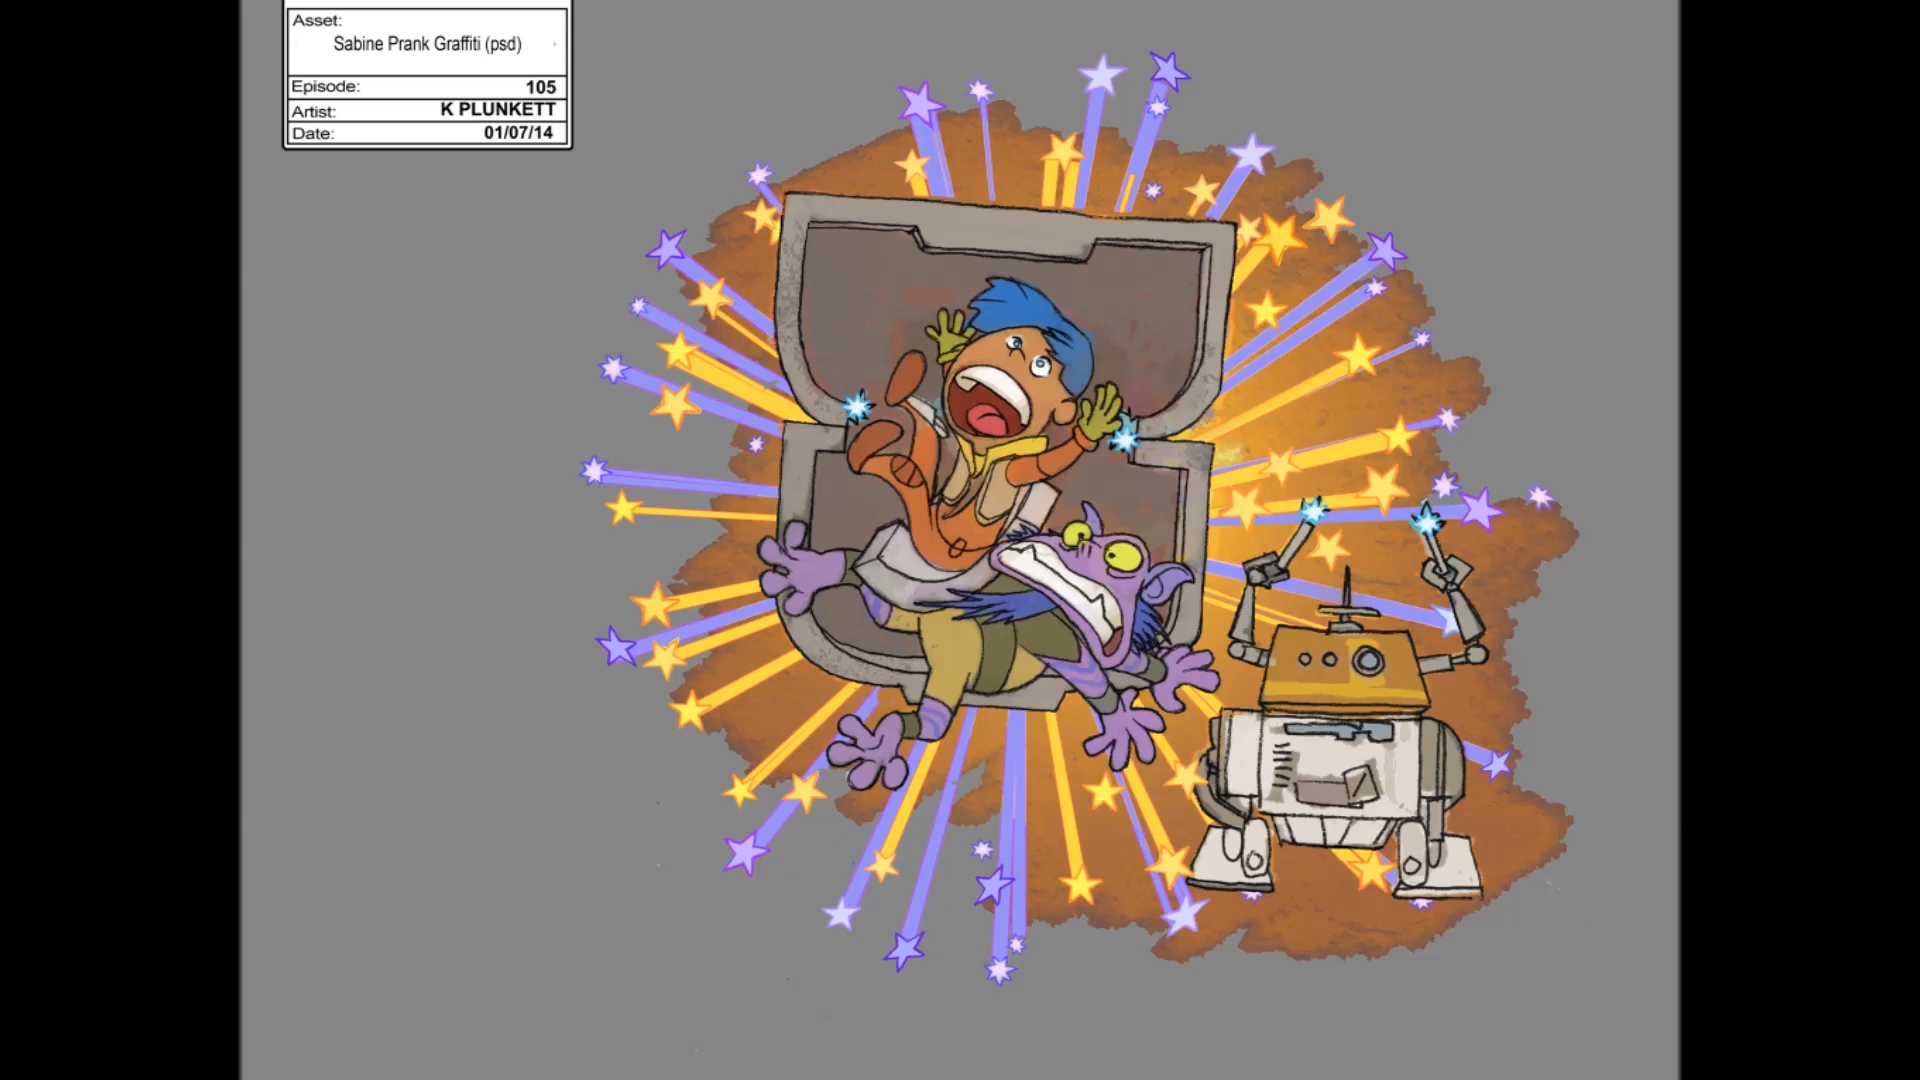 Asset:
Sabine Prank Graffiti (psd)
Episode: 105
Artist: K PLUNKETT
Date: 01/07/14